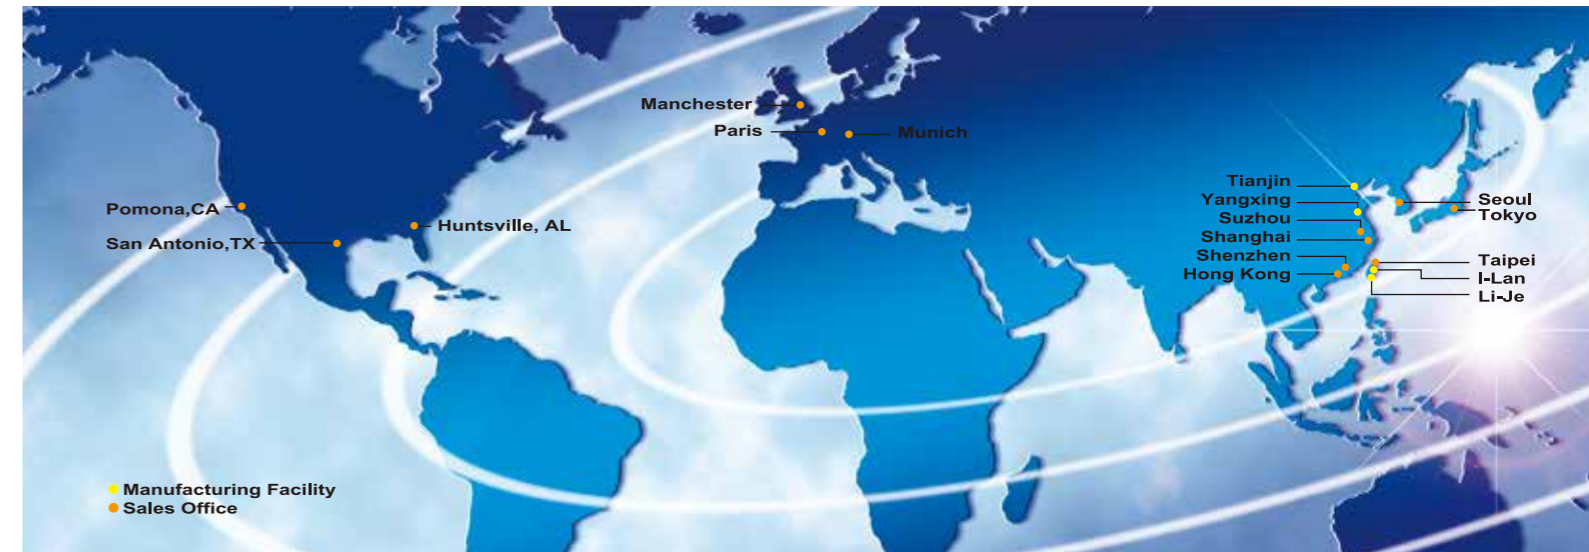 Manchester
Paris
Munich
Pomona,CA
San Antonio,TX
Huntsville, AL
Tianjin
Yangxing
Suzhou
Shanghai
Shenzhen
Hong Kong
Seoul
Tokyo
Taipei
I-Lan
Li-Je
Manufacturing Facility
Sales Office